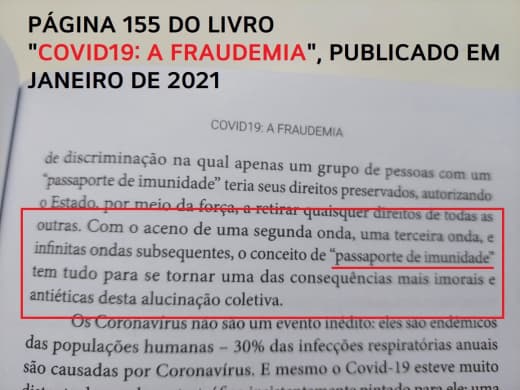 PÁGINA 155 DO LIVRO
"COVID19: A FRAUDEMIA", PUBLICADO EM
JANEIRO DE 2021
COVID19: A FRAUDEMIA
de discriminação na qual apenas um grupo de pessoas com um
"passaporte de imunidade" teria seus direitos preservados, autorizando
o Estado, por meio da força, a retirar quaisquer direitos de todas as
outras. Com o aceno de uma segunda onda, uma terceira onda, e
infinitas ondas subsequentes, o conceito de "passaporte de imunidade"
tem tudo para se tornar uma das consequências mais imorais e
antiéticas desta alucinação coletiva.
Os Coronavírus não são um evento inédito: eles são endêmicos
das populações humanas – 30% das infecções respiratórias anuais
são causadas por Coronavírus. E mesmo o Covid-19 esteve muito